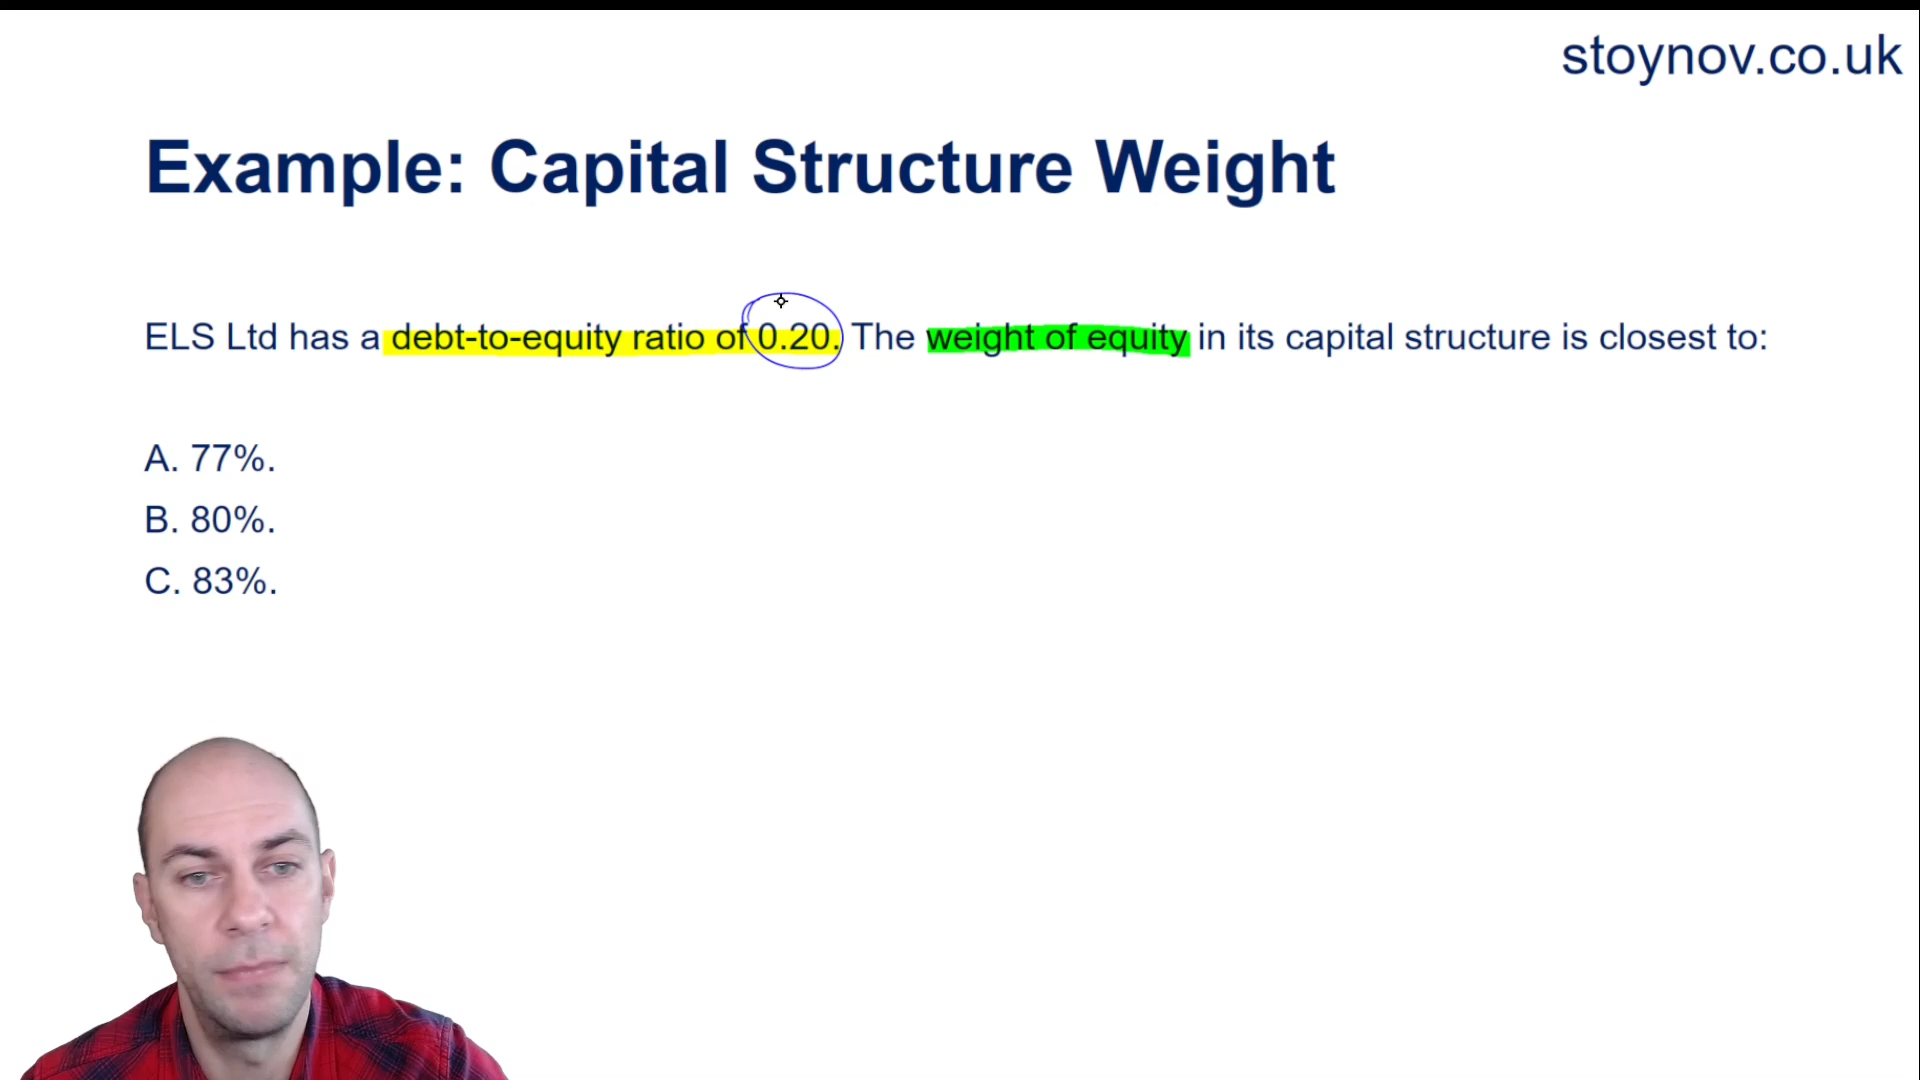 stoynov.co.uk
Example: Capital Structure Weight
ELS Ltd has a debt-to-equity ratio of 0.20. The weight of equity in its capital structure is closest to:
A. 77%.
B. 80%.
C. 83%.